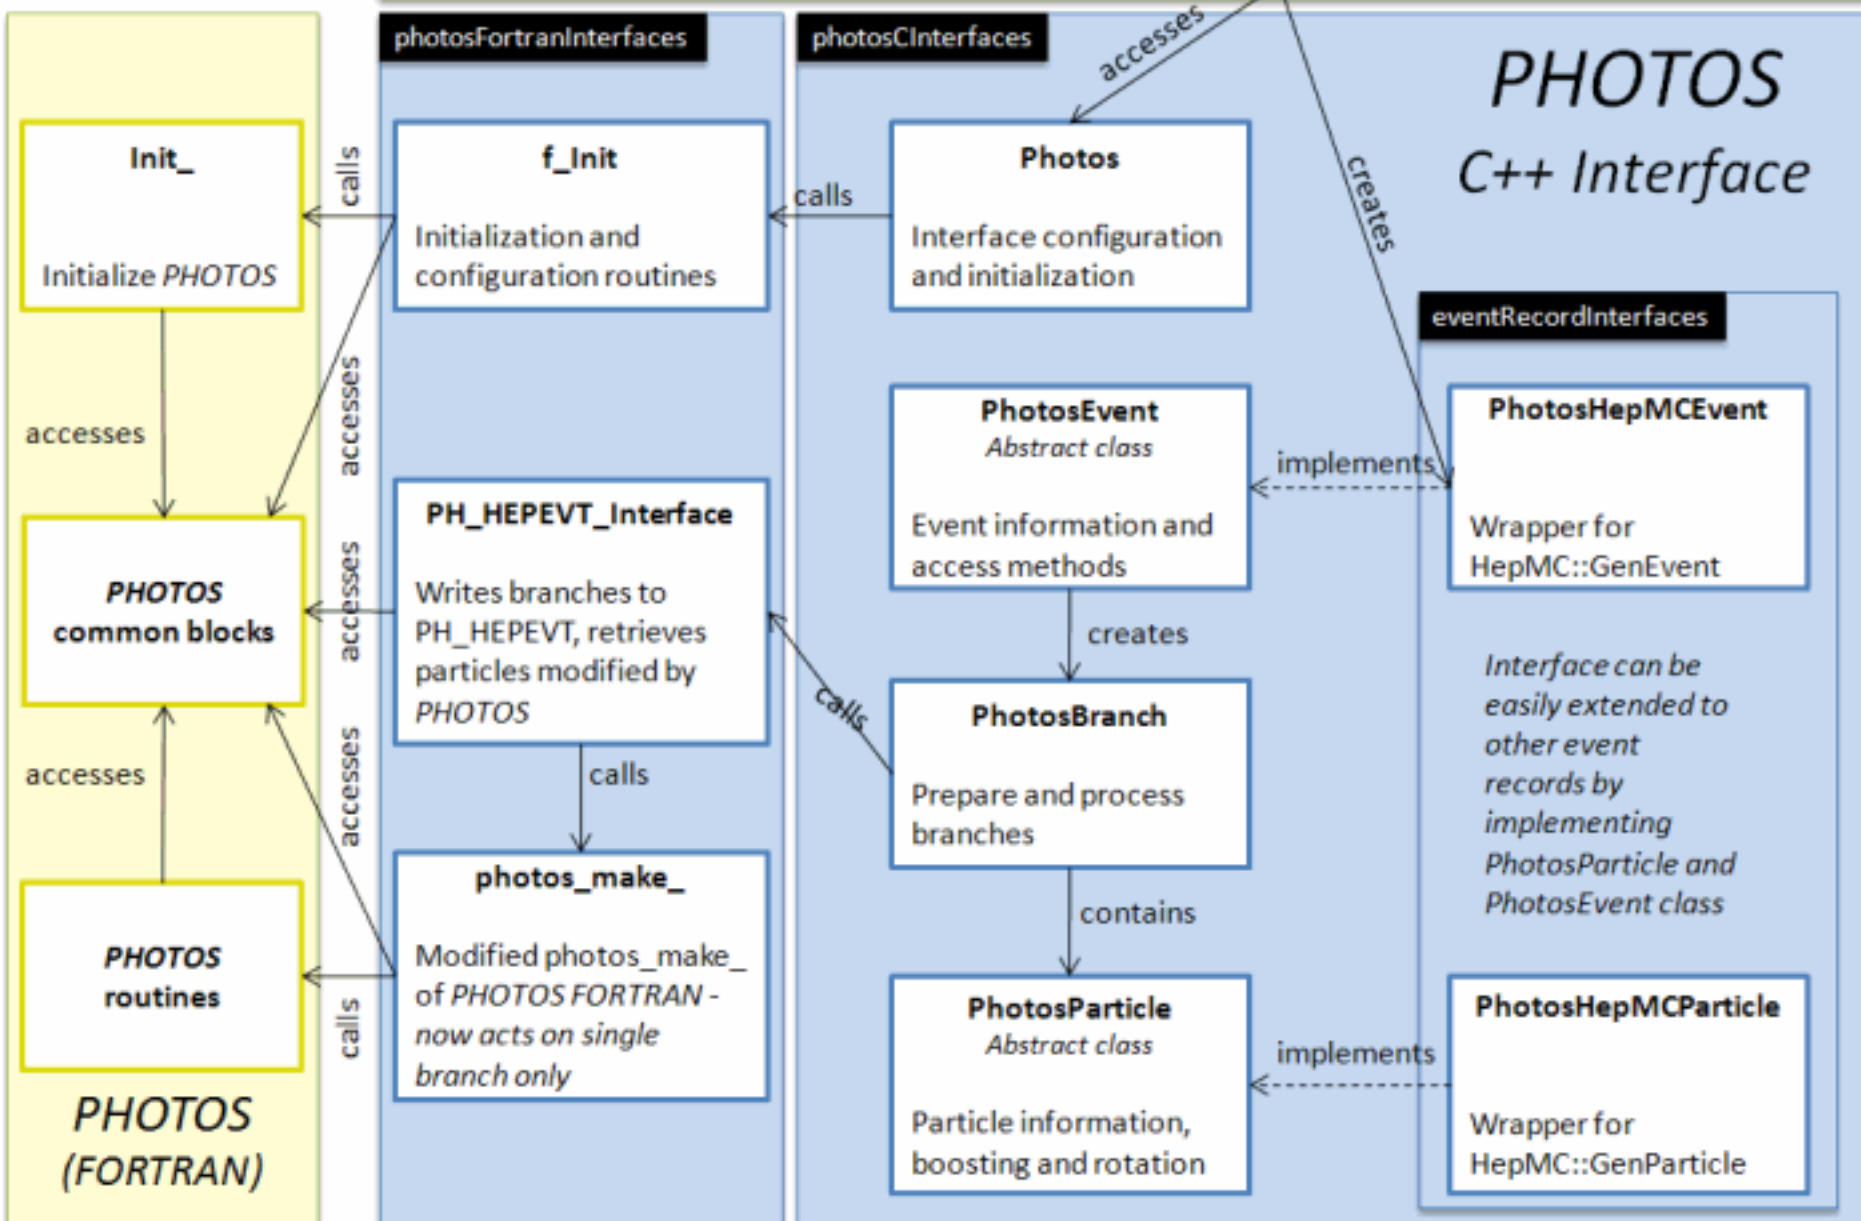 photosFortranInterfaces
photosCInterfaces
accesses
PHOTOS
C++ Interface
Init_
Initialize PHOTOS
calls
f_Init
Initialization and
configuration routines
calls
Photos
Interface configuration
and initialization
creates
eventRecordInterfaces
accesses
accesses
PhotosEvent
Abstract class
Event information and
access methods
implements
PhotosHepMCEvent
Wrapper for
HepMC::GenEvent
PHOTOS
common blocks
accesses
PH_HEPEVT_Interface
Writes branches to
PH_HEPEVT, retrieves
particles modified by
PHOTOS
creates
calls
PhotosBranch
Prepare and process
branches
Interface can be
easily extended to
other event
records by
implementing
PhotosParticle and
PhotosEvent class
accesses
accesses
calls
contains
PHOTOS
routines
calls
photos_make_
Modified photos_make_
of PHOTOS FORTRAN -
now acts on single
branch only
PhotosParticle
Abstract class
Particle information,
boosting and rotation
implements
PhotosHepMCParticle
Wrapper for
HepMC::GenParticle
PHOTOS
(FORTRAN)